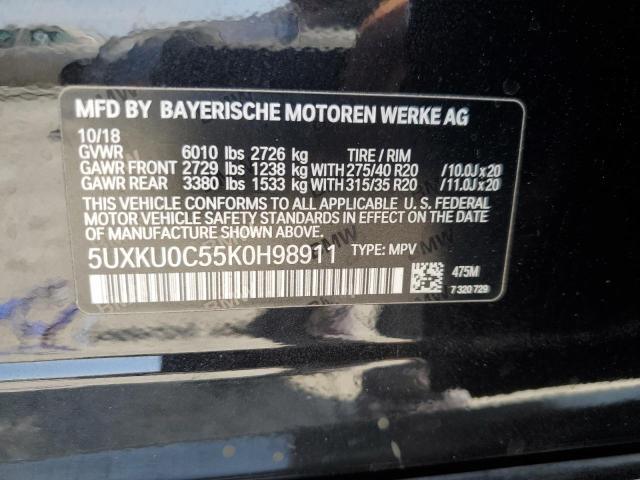 MFD BY BAYERISCHE MOTOREN WERKE AG
10/18
GVWR 6010 lbs 2726 kg TIRE / RIM
GAWR FRONT 2729 lbs 1238 kg WITH 275/40 R20 / 10.0J x 20
GAWR REAR 3380 lbs 1533 kg WITH 315/35 R20 / 11.0J x 20
THIS VEHICLE CONFORMS TO ALL APPLICABLE U. S. FEDERAL
MOTOR VEHICLE SAFETY STANDARDS IN EFFECT ON THE
DATE OF MANUFACTURE SHOWN ABOVE.
5UXKU0C55K0H98911 TYPE: MPV
475M
7 320 729